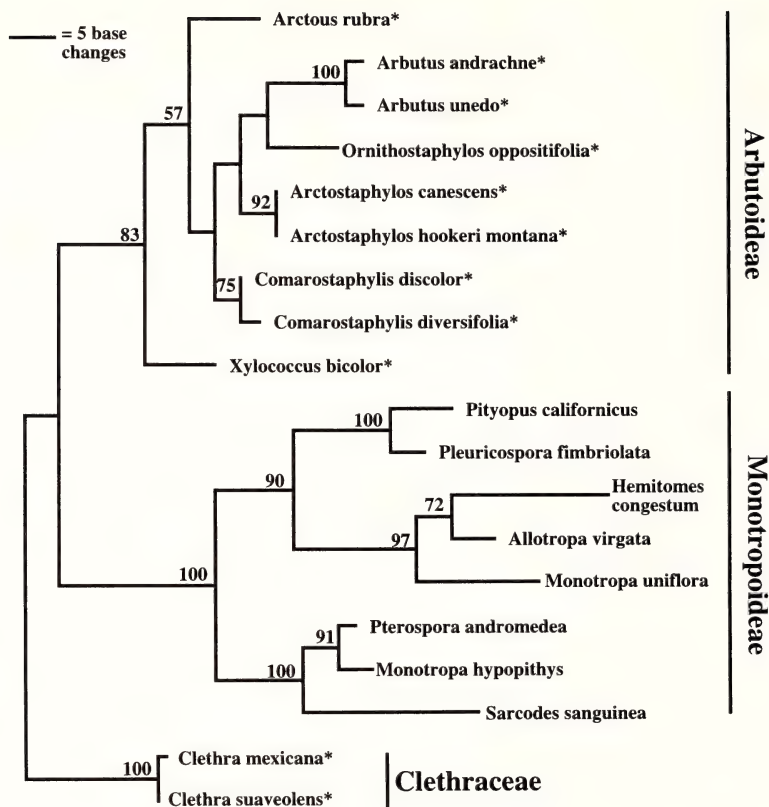 Arctous rubra*
= 5 base
changes
Arbutus andrachne*
100
Arbutus unedo*
57
Ornithostaphylos oppositifolia*
Arctostaphylos canescens*
92
Arctostaphylos hookeri montana*
83
Comarostaphylis discolor*
75
Comarostaphylis diversifolia*
Xylococcus bicolor*
Arbutoideae
Pityopus californicus
100
Pleuricospora fimbriolata
90
Hemitomes
congestum
72
Allotropa virgata
97
Monotropa uniflora
100
Pterospora andromedea
91
Monotropa hypopithys
100
Sarcodes sanguinea
Monotropoideae
Clethra mexicana*
100
Clethraceae
Clethra suaveolens*